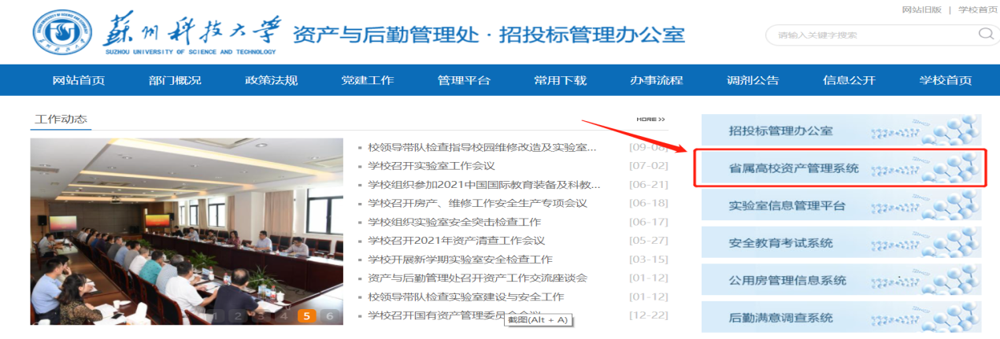 网站旧版 | 学校首页
苏州科技大学
SUZHOU UNIVERSITY OF SCIENCE AND TECHNOLOGY
资产与后勤管理处·招投标管理办公室
请输入关键字搜索
网站首页 部门概况 政策法规 党建工作 管理平台 常用下载 办事流程 调剂公告 信息公开 学校首页
工作动态
MORE >>
校领导带队检查指导校园维修改造及实验室... [09-08]
学校召开实验室工作会议 [07-02]
学校组织参加2021中国国际教育装备及科教... [06-21]
学校召开房产、维修工作安全生产专项会议 [06-18]
学校组织实验室安全突击检查工作 [06-17]
学校召开2021年资产清查工作会议 [05-27]
学校开展新学期实验室安全检查工作 [03-15]
资产与后勤管理处召开资产工作交流座谈会 [01-12]
校领导带队检查实验室建设与安全工作 [01-12]
学校召开国有资产管理委员会会议 [12-22]
截图(Alt + A)
1 2 3 4 5 6
招投标管理办公室
省属高校资产管理系统
实验室信息管理平台
安全教育考试系统
公用房管理信息系统
后勤满意调查系统